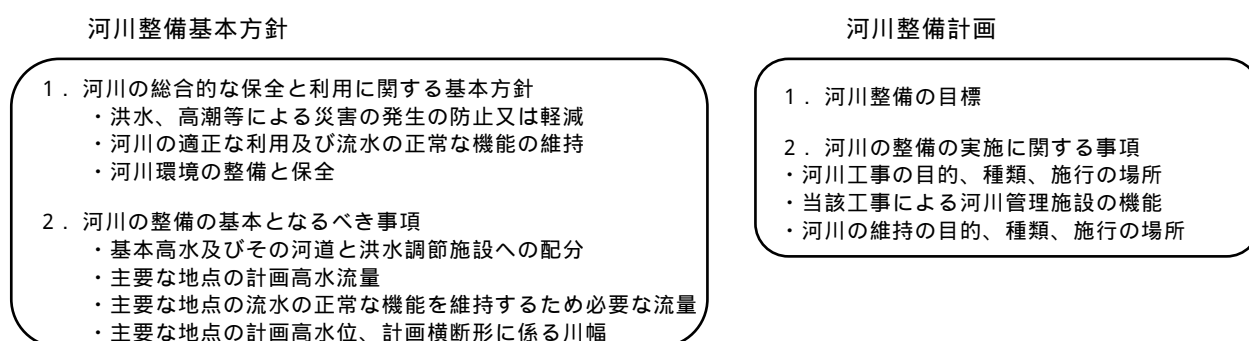 河川整備基本方針
1．河川の総合的な保全と利用に関する基本方針
・洪水、高潮等による災害の発生の防止又は軽減
・河川の適正な利用及び流水の正常な機能の維持
・河川環境の整備と保全
2．河川の整備の基本となるべき事項
・基本高水及びその河道と洪水調節施設への配分
・主要な地点の計画高水流量
・主要な地点の流水の正常な機能を維持するため必要な流量
・主要な地点の計画高水位、計画横断形に係る川幅
河川整備計画
1．河川整備の目標
2．河川の整備の実施に関する事項
・河川工事の目的、種類、施行の場所
・当該工事による河川管理施設の機能
・河川の維持の目的、種類、施行の場所